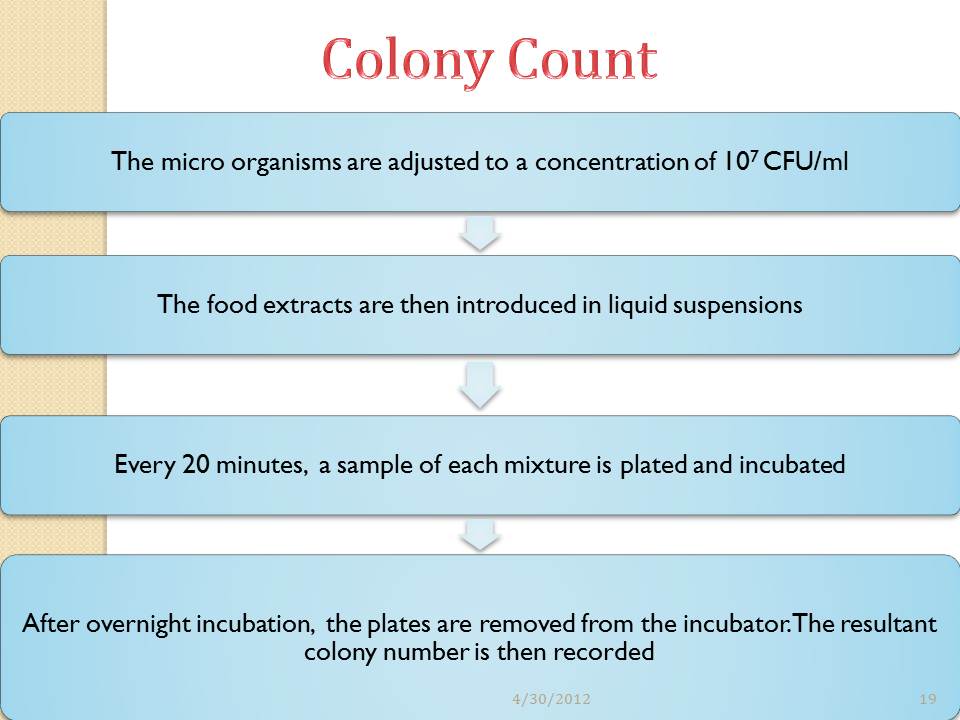 Colony Count
The micro organisms are adjusted to a concentration of 10⁷ CFU/ml
The food extracts are then introduced in liquid suspensions
Every 20 minutes, a sample of each mixture is plated and incubated
After overnight incubation, the plates are removed from the incubator. The resultant
colony number is then recorded
4/30/2012 19